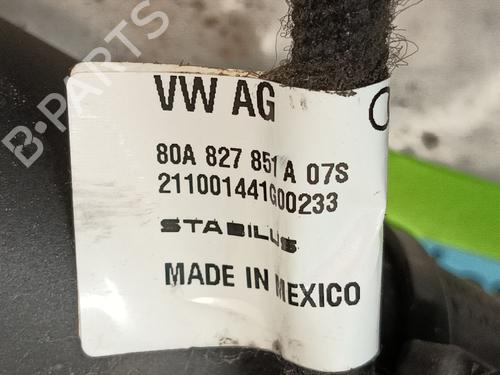 B-PARTS
VW AG
80A 827 851 A 07S
211001441G00233
STABILUS
MADE IN MEXICO